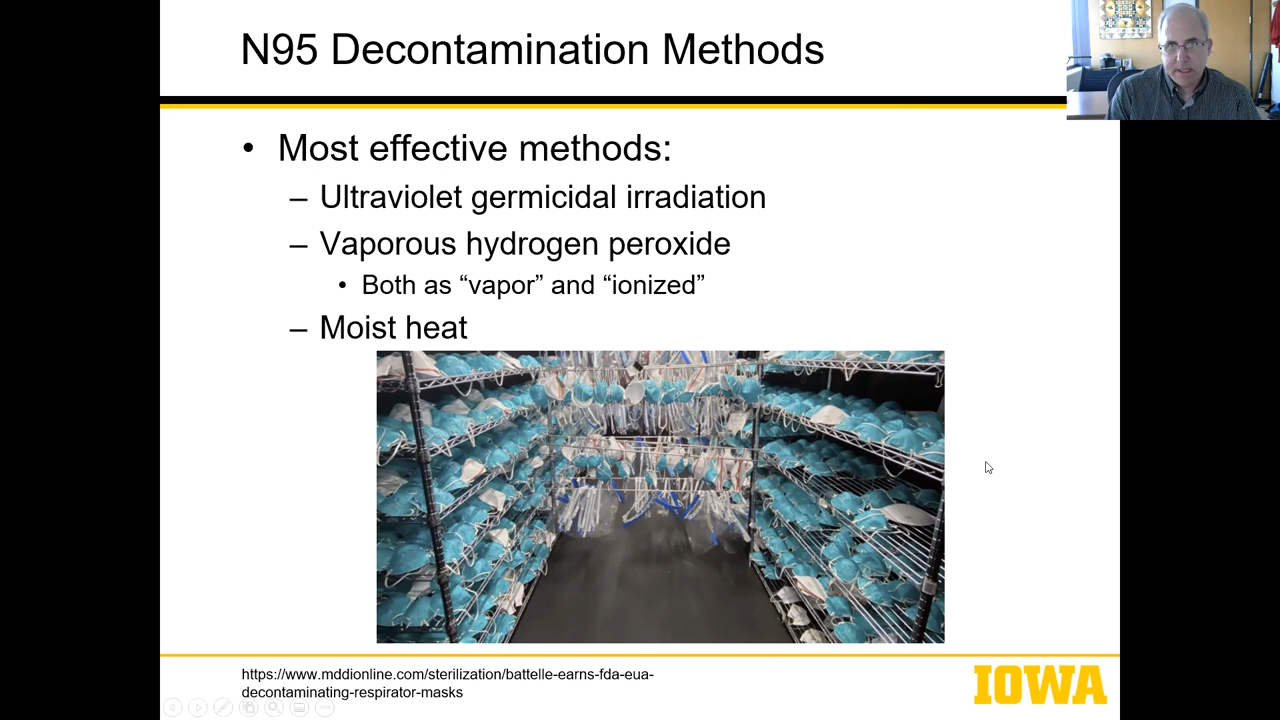 N95 Decontamination Methods
• Most effective methods:
– Ultraviolet germicidal irradiation
– Vaporous hydrogen peroxide
• Both as “vapor” and “ionized”
– Moist heat
https://www.mddionline.com/sterilization/battelle-earns-fda-eua-
decontaminating-respirator-masks
IOWA